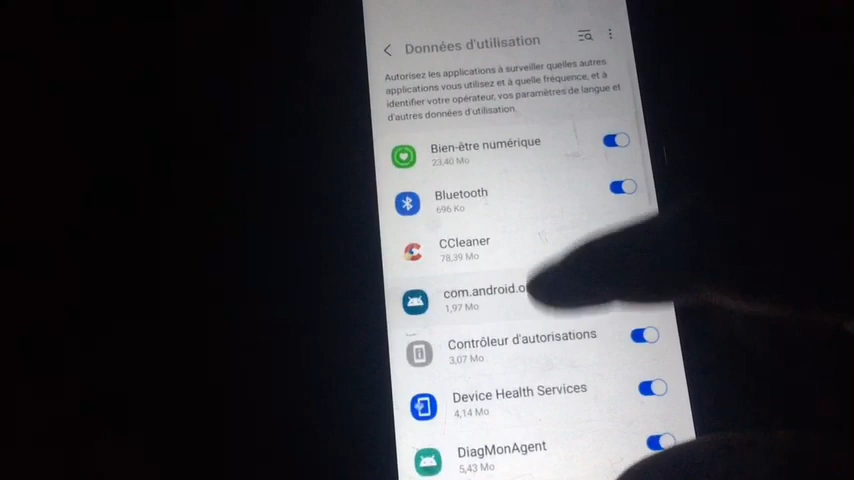 Données d'utilisation
Autorisez les applications à surveiller quelles autres
applications vous utilisez et à quelle fréquence, et à
identifier votre opérateur, vos paramètres de langue et
d'autres données d'utilisation.
Bien-être numérique
23,40 Mo
Bluetooth
696 Ko
CCleaner
78,39 Mo
com.android.o
1,97 Mo
Contrôleur d'autorisations
3,07 Mo
Device Health Services
4,14 Mo
DiagMonAgent
5,43 Mo